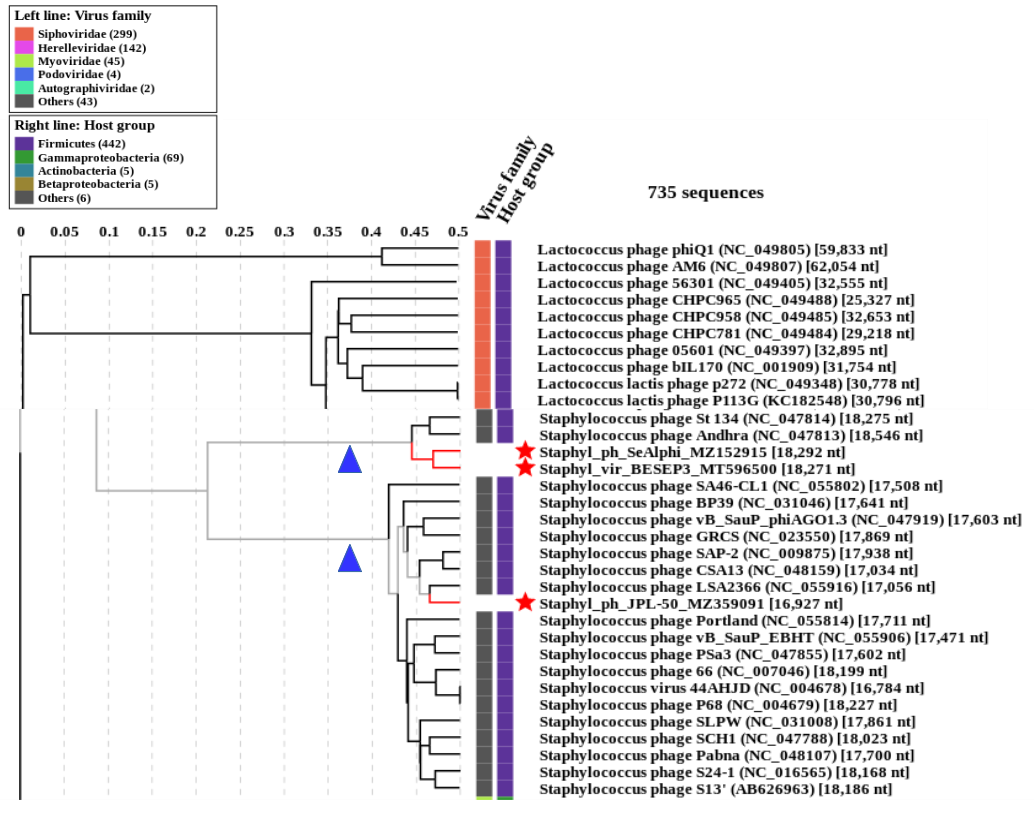 Left line: Virus family
Siphoviridae (299)
Herelleviridae (142)
Myoviridae (45)
Podoviridae (4)
Autographiviridae (2)
Others (43)
Right line: Host group
Firmicutes (442)
Gammaproteobacteria (69)
Actinobacteria (5)
Betaproteobacteria (5)
Others (6)
Virus family
Host group
735 sequences
0 0.05 0.1 0.15 0.2 0.25 0.3 0.35 0.4 0.45 0.5
Lactococcus phage phiQ1 (NC_049805) [59,833 nt]
Lactococcus phage AM6 (NC_049807) [62,054 nt]
Lactococcus phage 56301 (NC_049405) [32,555 nt]
Lactococcus phage CHPC965 (NC_049488) [25,327 nt]
Lactococcus phage CHPC958 (NC_049485) [32,653 nt]
Lactococcus phage CHPC781 (NC_049484) [29,218 nt]
Lactococcus phage 05601 (NC_049397) [32,895 nt]
Lactococcus phage bIL170 (NC_001909) [31,754 nt]
Lactococcus lactis phage p272 (NC_049348) [30,778 nt]
Lactococcus lactis phage P113G (KC182548) [30,796 nt]
Staphylococcus phage St 134 (NC_047814) [18,275 nt]
Staphylococcus phage Andhra (NC_047813) [18,546 nt]
Staphyl_ph_SeAlphi_MZ152915 [18,292 nt]
Staphyl_vir_BESEP3_MT596500 [18,271 nt]
Staphylococcus phage SA46-CL1 (NC_055802) [17,508 nt]
Staphylococcus phage BP39 (NC_031046) [17,641 nt]
Staphylococcus phage vB_SauP_phiAGO1.3 (NC_047919) [17,603 nt]
Staphylococcus phage GRCS (NC_023550) [17,869 nt]
Staphylococcus phage SAP-2 (NC_009875) [17,938 nt]
Staphylococcus phage CSA13 (NC_048159) [17,034 nt]
Staphylococcus phage LSA2366 (NC_055916) [17,056 nt]
Staphyl_ph_JPL-50_MZ359091 [16,927 nt]
Staphylococcus phage Portland (NC_055814) [17,711 nt]
Staphylococcus phage vB_SauP_EBHT (NC_055906) [17,471 nt]
Staphylococcus phage PSa3 (NC_047855) [17,602 nt]
Staphylococcus phage 66 (NC_007046) [18,199 nt]
Staphylococcus virus 44AHJD (NC_004678) [16,784 nt]
Staphylococcus phage P68 (NC_004679) [18,227 nt]
Staphylococcus phage SLPW (NC_031008) [17,861 nt]
Staphylococcus phage SCH1 (NC_047788) [18,023 nt]
Staphylococcus phage Pabna (NC_048107) [17,700 nt]
Staphylococcus phage S24-1 (NC_016565) [18,168 nt]
Staphylococcus phage S13' (AB626963) [18,186 nt]